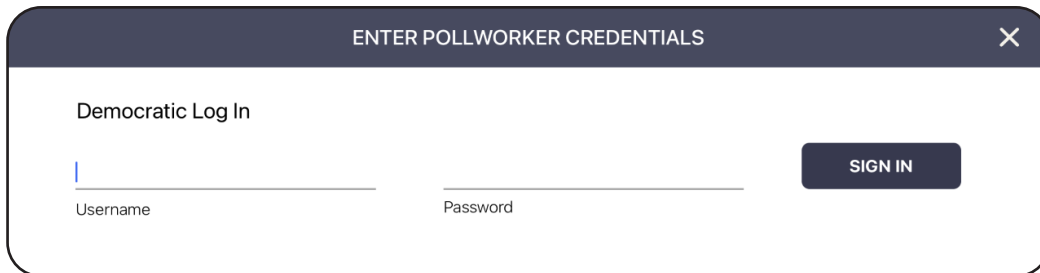 ENTER POLLWORKER CREDENTIALS
Democratic Log In
SIGN IN
Username
Password